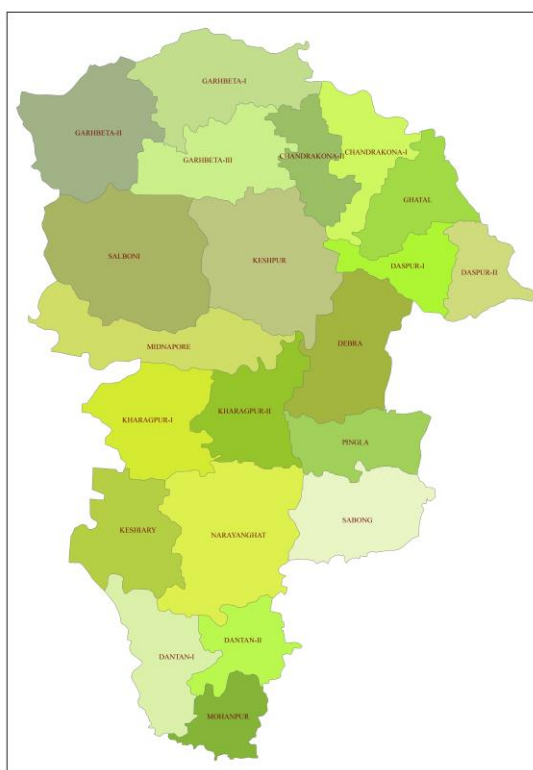 GARHBETA-I
GARHBETA-II
GARHBETA-III
CHANDRAKONA-II
CHANDRAKONA-I
GHATAL
SALBONI
KESHPUR
DASPUR-I
DASPUR-II
MIDNAPORE
DEBRA
KHARAGPUR-I
KHARAGPUR-II
PINGLA
SABONG
KESHIARY
NARAYANGHAT
DANTAN-II
DANTAN-I
MOHANPUR